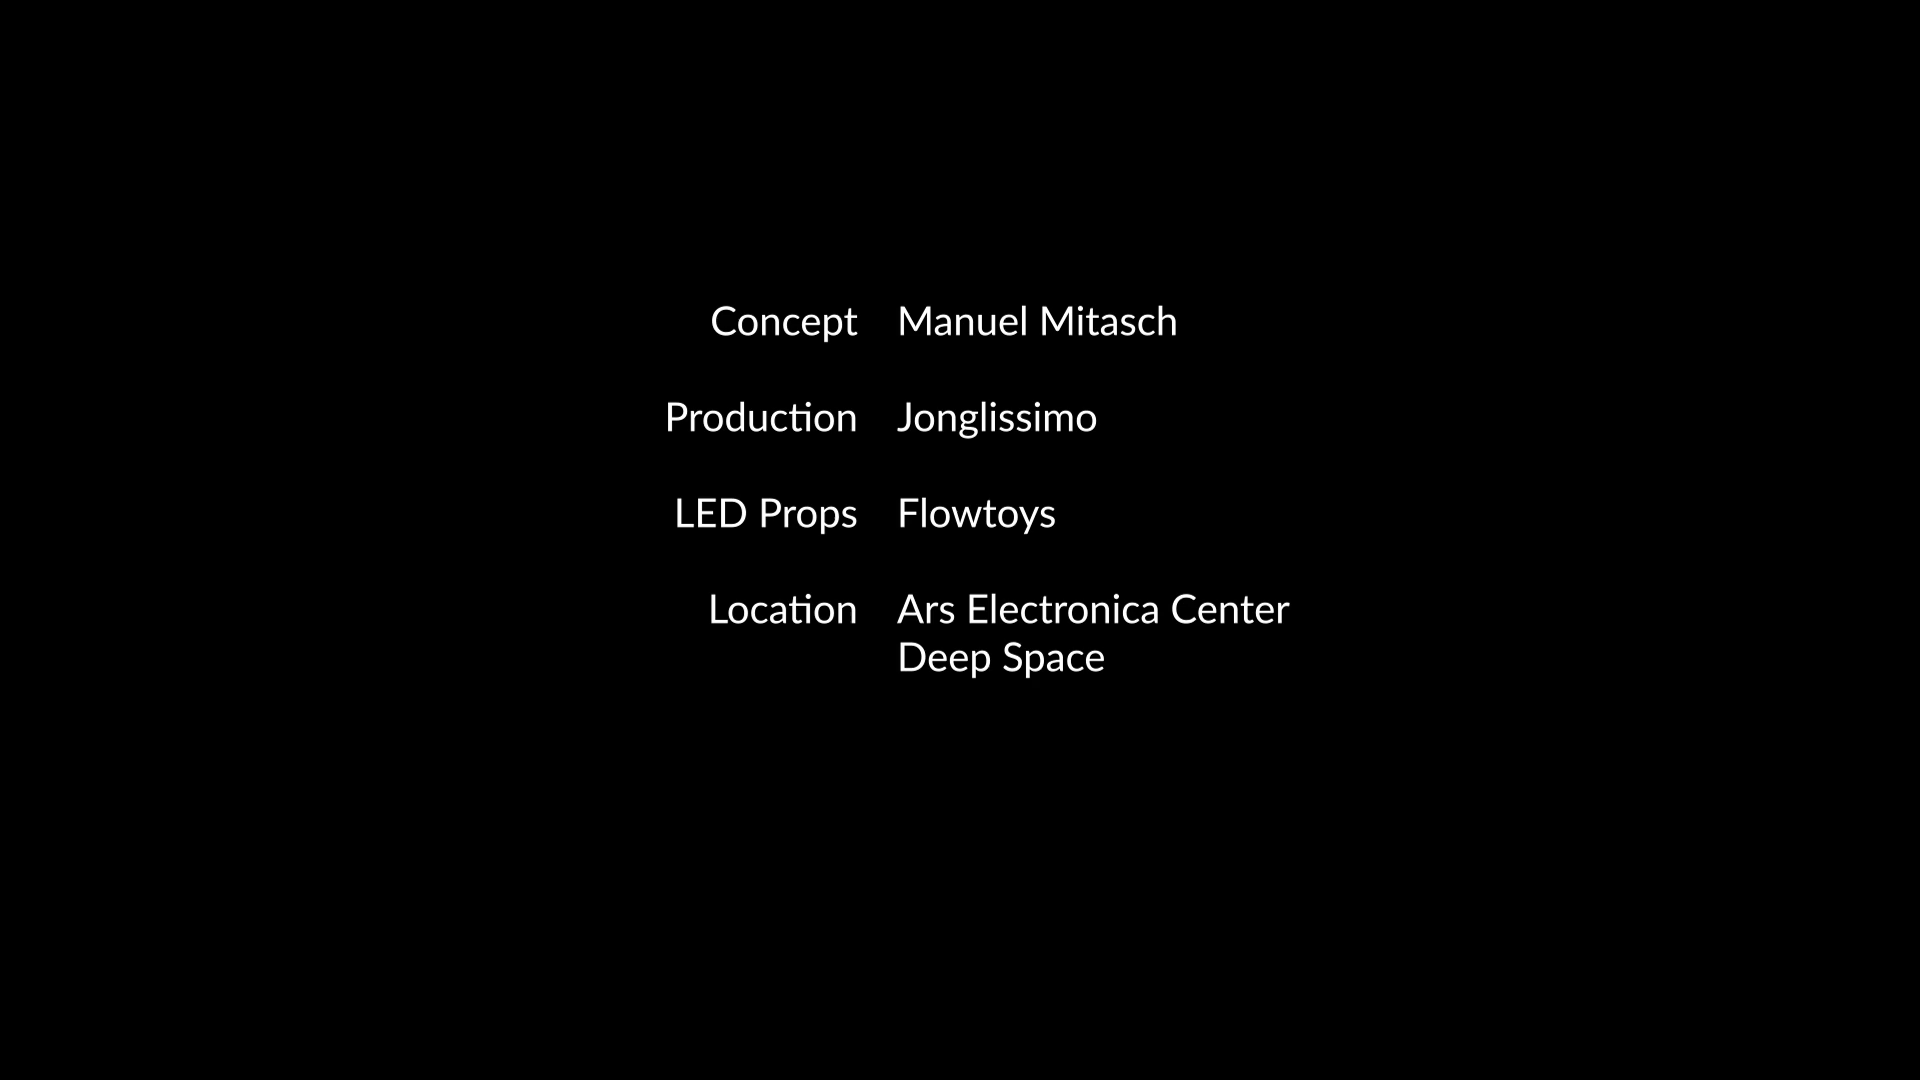 Concept Manuel Mitasch
Production Jonglissimo
LED Props Flowtoys
Location Ars Electronica Center
Deep Space